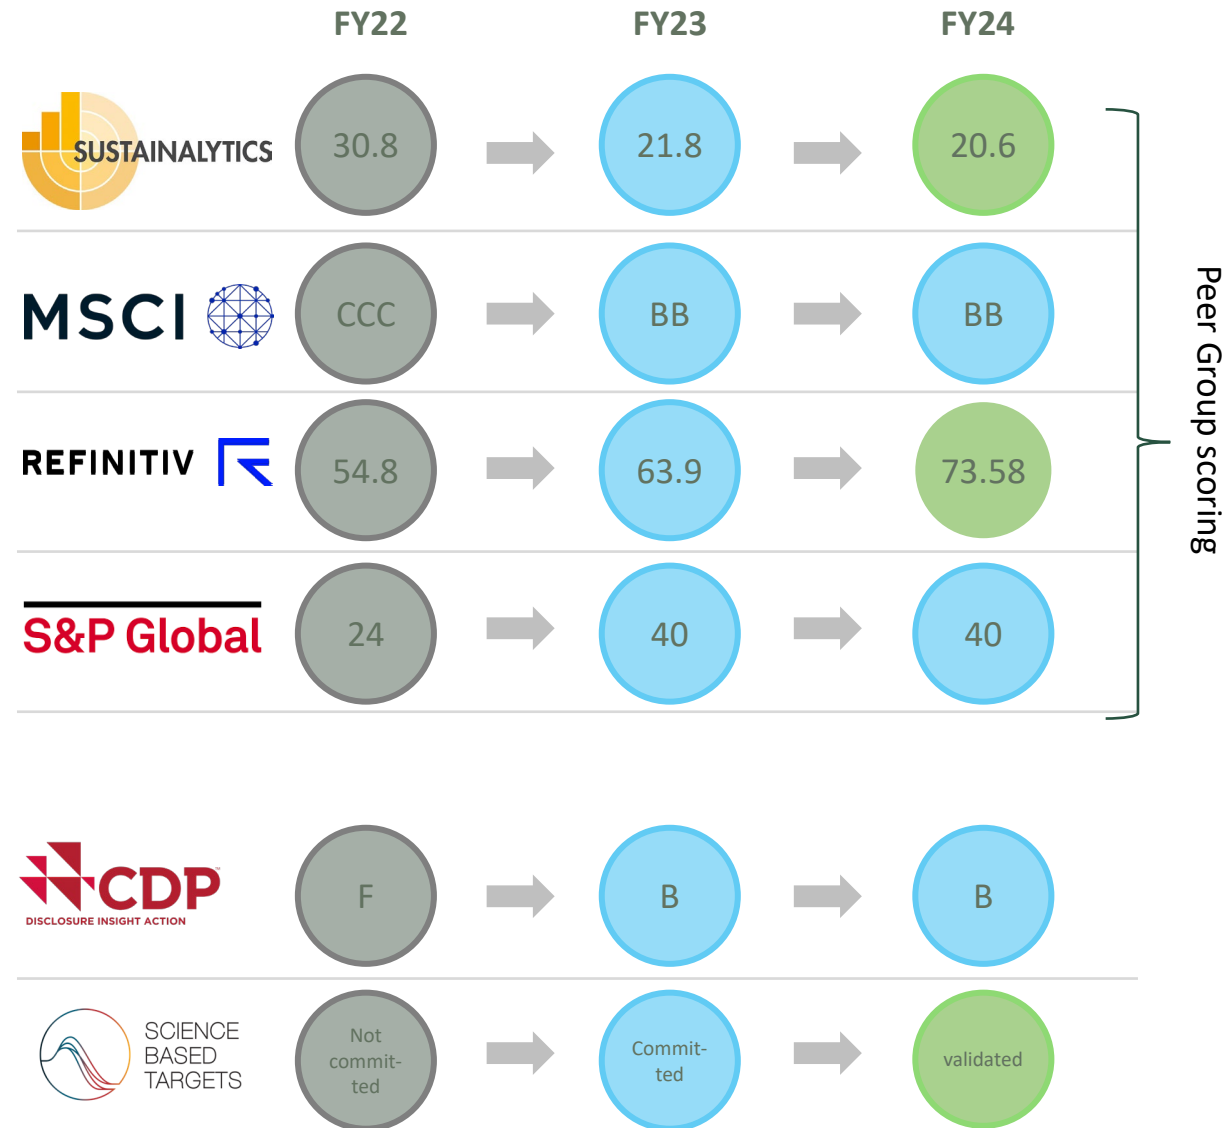 FY22 FY23 FY24
SUSTAINALYTICS 30.8 21.8 20.6
MSCI CCC BB BB
REFINITIV 54.8 63.9 73.58
S&P Global 24 40 40
Peer Group scoring
CDP™ F B B
DISCLOSURE INSIGHT ACTION
SCIENCE
BASED
TARGETS
Not
commit-
ted
Commit-
ted
validated